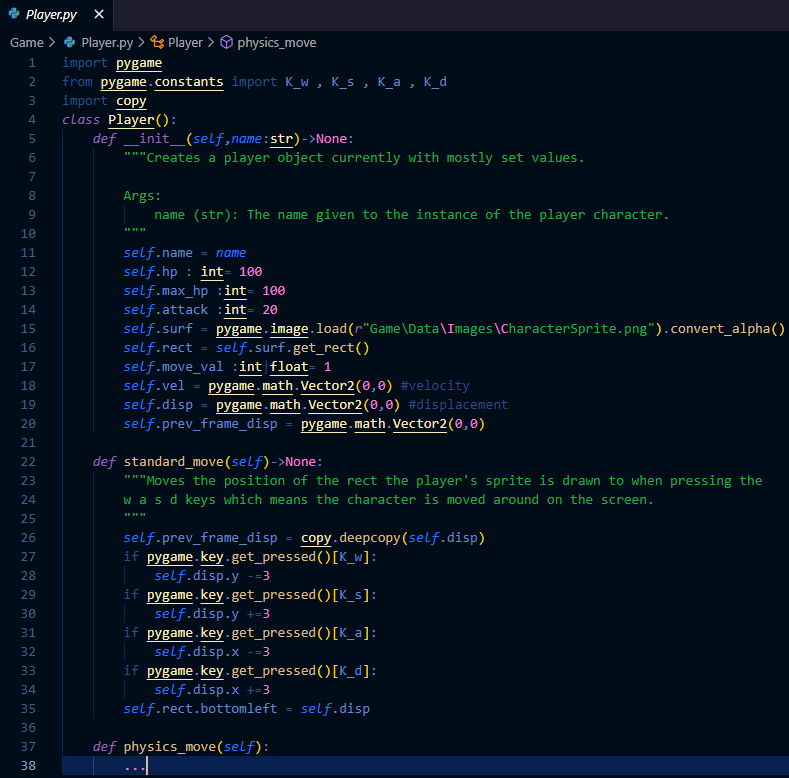 Player.py ×
Game > Player.py > Player > physics_move
1 import pygame
2 from pygame.constants import K_w , K_s , K_a , K_d
3 import copy
4 class Player():
5     def __init__(self,name:str)->None:
6         """Creates a player object currently with mostly set values.
7
8         Args:
9             name (str): The name given to the instance of the player character.
10         """
11         self.name = name
12         self.hp : int= 100
13         self.max_hp :int= 100
14         self.attack :int= 20
15         self.surf = pygame.image.load(r"Game\Data\Images\CharacterSprite.png").convert_alpha()
16         self.rect = self.surf.get_rect()
17         self.move_val :int|float= 1
18         self.vel = pygame.math.Vector2(0,0) #velocity
19         self.disp = pygame.math.Vector2(0,0) #displacement
20         self.prev_frame_disp = pygame.math.Vector2(0,0)
21
22     def standard_move(self)->None:
23         """Moves the position of the rect the player's sprite is drawn to when pressing the
24         w a s d keys which means the character is moved around on the screen.
25         """
26         self.prev_frame_disp = copy.deepcopy(self.disp)
27         if pygame.key.get_pressed()[K_w]:
28             self.disp.y -=3
29         if pygame.key.get_pressed()[K_s]:
30             self.disp.y +=3
31         if pygame.key.get_pressed()[K_a]:
32             self.disp.x -=3
33         if pygame.key.get_pressed()[K_d]:
34             self.disp.x +=3
35         self.rect.bottomleft = self.disp
36
37     def physics_move(self):
38         ...